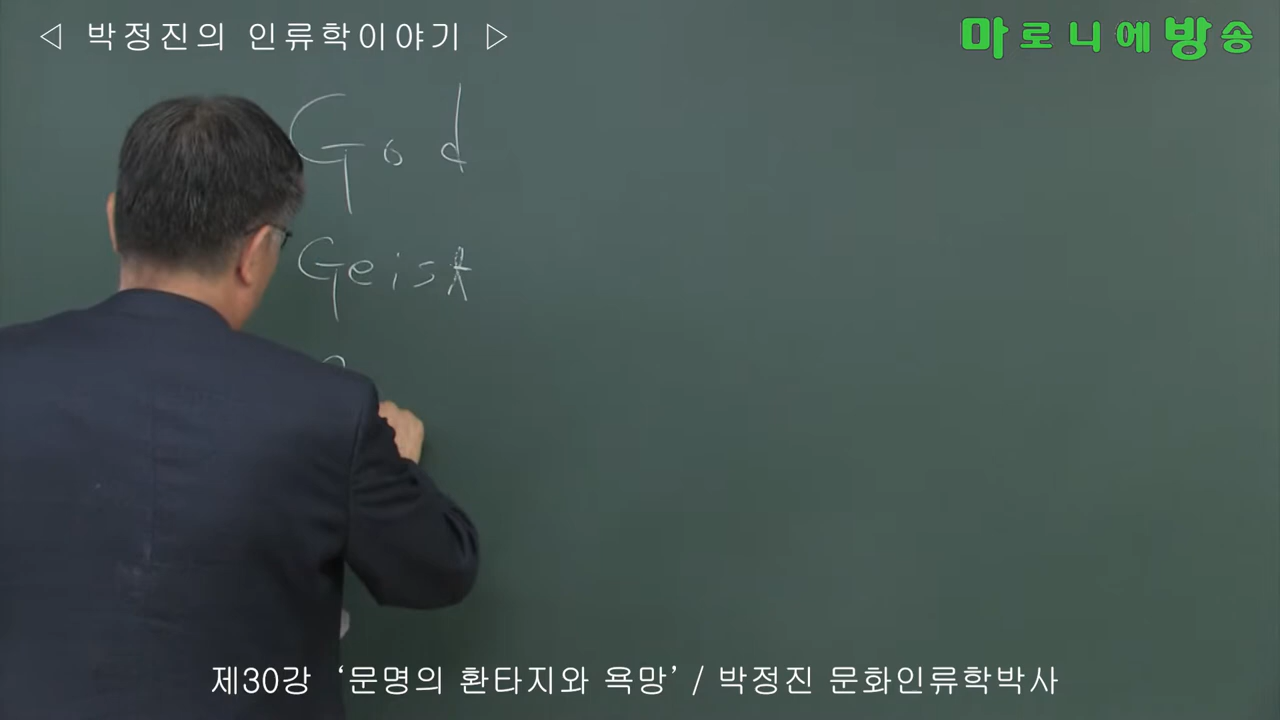 ◁ 박정진의 인류학이야기 ▷
마로니에방송
God
Geist
제30강 ‘문명의 환타지와 욕망’ / 박정진 문화인류학박사